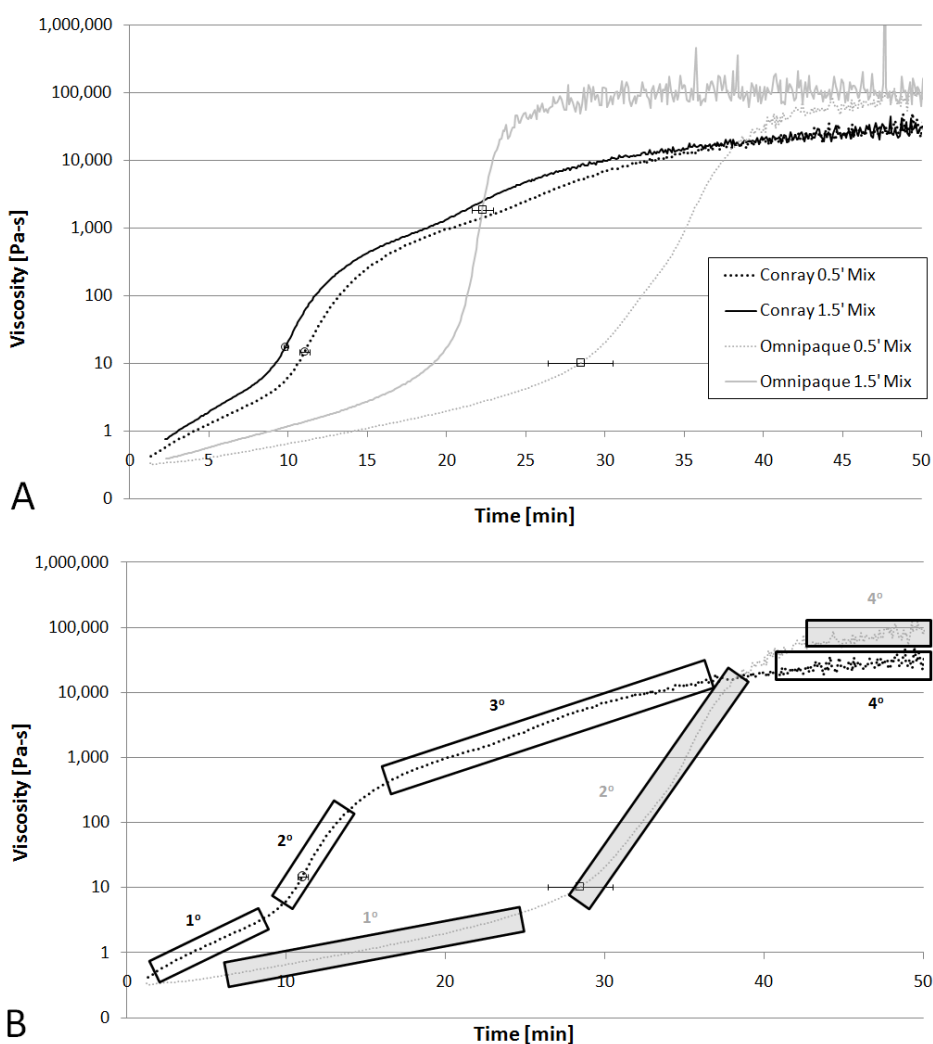 1,000,000
100,000
10,000
1,000
100
10
1
0
Viscosity [Pa-s]
0 5 10 15 20 25 30 35 40 45 50
Time [min]
Conray 0.5' Mix
Conray 1.5' Mix
Omnipaque 0.5' Mix
Omnipaque 1.5' Mix
A
1,000,000
100,000
10,000
1,000
100
10
1
0
Viscosity [Pa-s]
4º
4º
3º
2º
2º
1º
1º
0 10 20 30 40 50
Time [min]
B